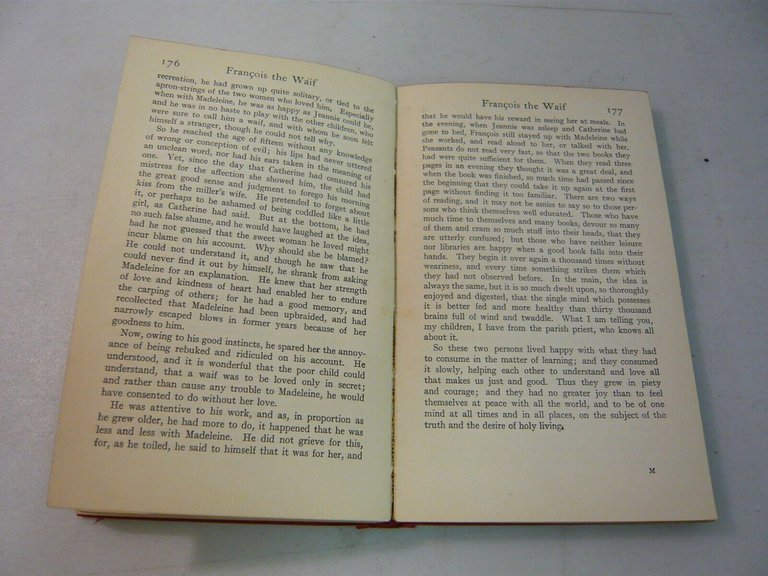 176
François the Waif
recreation, he had grown up quite solitary, or tied to the
apron-strings of the two women who loved him. Especially
when with Madeleine, he was as happy as Jeannie could be,
and he was in no haste to play with the other children, who
were sure to call him a waif, and with whom he soon felt
himself a stranger, though he could not tell why.
So he reached the age of fifteen without any knowledge
of wrong or conception of evil; his lips had never uttered
an unclean word, nor had his ears taken in the meaning of
one. Yet, since the day that Catherine had censured his
mistress for the affection she showed him, the child had
the great good sense and judgment to forego his morning
kiss from the miller's wife. He pretended to forget about
it, or perhaps to be ashamed of being coddled like a little
girl, as Catherine had said. But at the bottom, he had
no such false shame, and he would have laughed at the idea,
had he not guessed that the sweet woman he loved might
incur blame on his account. Why should she be blamed?
He could not understand it, and though he saw that he
could never find it out by himself, he shrank from asking
Madeleine for an explanation. He knew that her strength
of love and kindness of heart had enabled her to endure
the carping of others; for he had a good memory, and
recollected that Madeleine had been upbraided, and had
narrowly escaped blows in former years because of her
goodness to him.
Now, owing to his good instincts, he spared her the annoy-
ance of being rebuked and ridiculed on his account. He
understood, and it is wonderful that the poor child could
understand, that a waif was to be loved only in secret;
and rather than cause any trouble to Madeleine, he would
have consented to do without her love.
He was attentive to his work, and as, in proportion as
he grew older, he had more to do, it happened that he was
less and less with Madeleine. He did not grieve for this,
for, as he toiled, he said to himself that it was for her, and
François the Waif
177
that he would have his reward in seeing her at meals. In
the evening, when Jeannie was asleep and Catherine had
gone to bed, François still stayed up with Madeleine while
she worked, and read aloud to her, or talked with her.
Peasants do not read very fast, so that the two books they
had were quite sufficient for them. When they read three
pages in an evening they thought it was a great deal, and
when the book was finished, so much time had passed since
the beginning that they could take it up again at the first
page without finding it too familiar. There are two ways
of reading, and it may not be amiss to say so to those per-
sons who think themselves well educated. Those who have
much time to themselves and many books, devour so many
of them and cram so much stuff into their heads, that they
are utterly confused; but those who have neither leisure
nor libraries are happy when a good book falls into their
hands. They begin it over again a thousand times without
weariness, and every time something strikes them which
they had not observed before. In the main, the idea is
always the same, but it is so much dwelt upon, so thoroughly
enjoyed and digested, that the single mind which possesses
it is better fed and more healthy than thirty thousand
brains full of wind and twaddle. What I am telling you,
my children, I have from the parish priest, who knows all
about it.
So these two persons lived happy with what they had
to consume in the matter of learning; and they consumed
it slowly, helping each other to understand and love all
that makes us just and good. Thus they grew in piety
and courage; and they had no greater joy than to feel
themselves at peace with all the world, and to be of one
mind at all times and in all places, on the subject of the
truth and the desire of holy living.
M